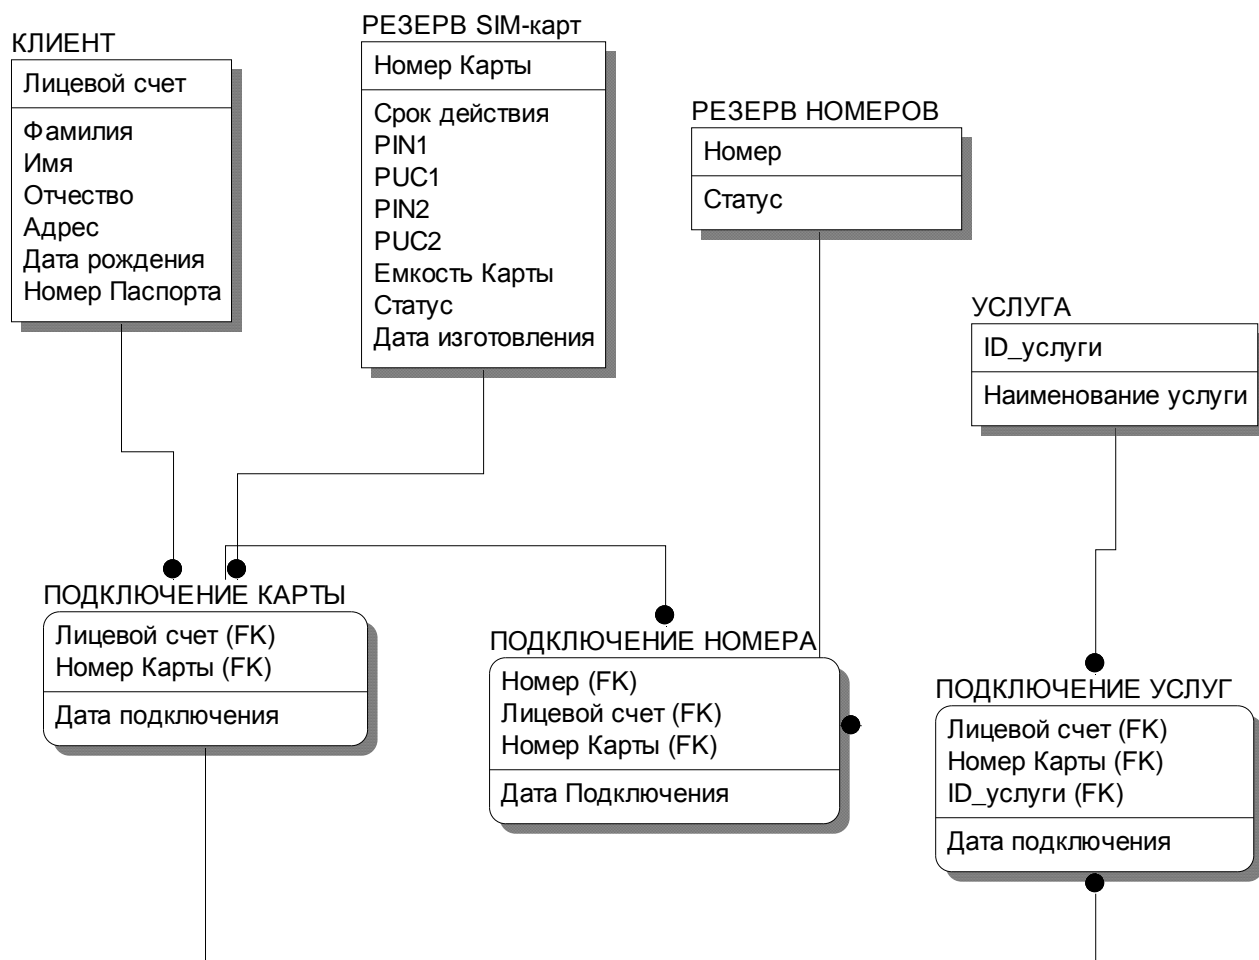 КЛИЕНТ
Лицевой счет
Фамилия
Имя
Отчество
Адрес
Дата рождения
Номер Паспорта
РЕЗЕРВ SIM-карт
Номер Карты
Срок действия
PIN1
PUC1
PIN2
PUC2
Емкость Карты
Статус
Дата изготовления
РЕЗЕРВ НОМЕРОВ
Номер
Статус
УСЛУГА
ID_услуги
Наименование услуги
ПОДКЛЮЧЕНИЕ КАРТЫ
Лицевой счет (FK)
Номер Карты (FK)
Дата подключения
ПОДКЛЮЧЕНИЕ НОМЕРА
Номер (FK)
Лицевой счет (FK)
Номер Карты (FK)
Дата Подключения
ПОДКЛЮЧЕНИЕ УСЛУГ
Лицевой счет (FK)
Номер Карты (FK)
ID_услуги (FK)
Дата подключения